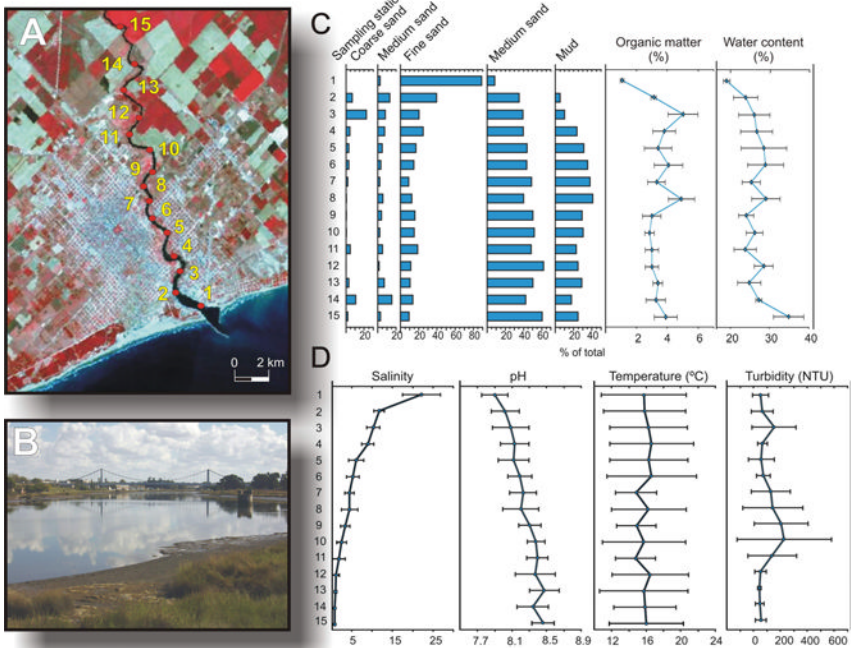 A
15
14
13
12
11
10
9
8
7
6
5
4
3
2
1
0 2 km
B
C
Sampling station
Coarse sand
Medium sand
Fine sand
Medium sand
Mud
Organic matter
(%)
Water content
(%)
1
2
3
4
5
6
7
8
9
10
11
12
13
14
15
20
20
20 40 60 80
20 40 60
20 40
2 4 6
20 30 40
% of total
D
Salinity
pH
Temperature (ºC)
Turbidity (NTU)
1
2
3
4
5
6
7
8
9
10
11
12
13
14
15
5 15 25
7.7 8.1 8.5 8.9
12 16 20 24
0 200 400 600